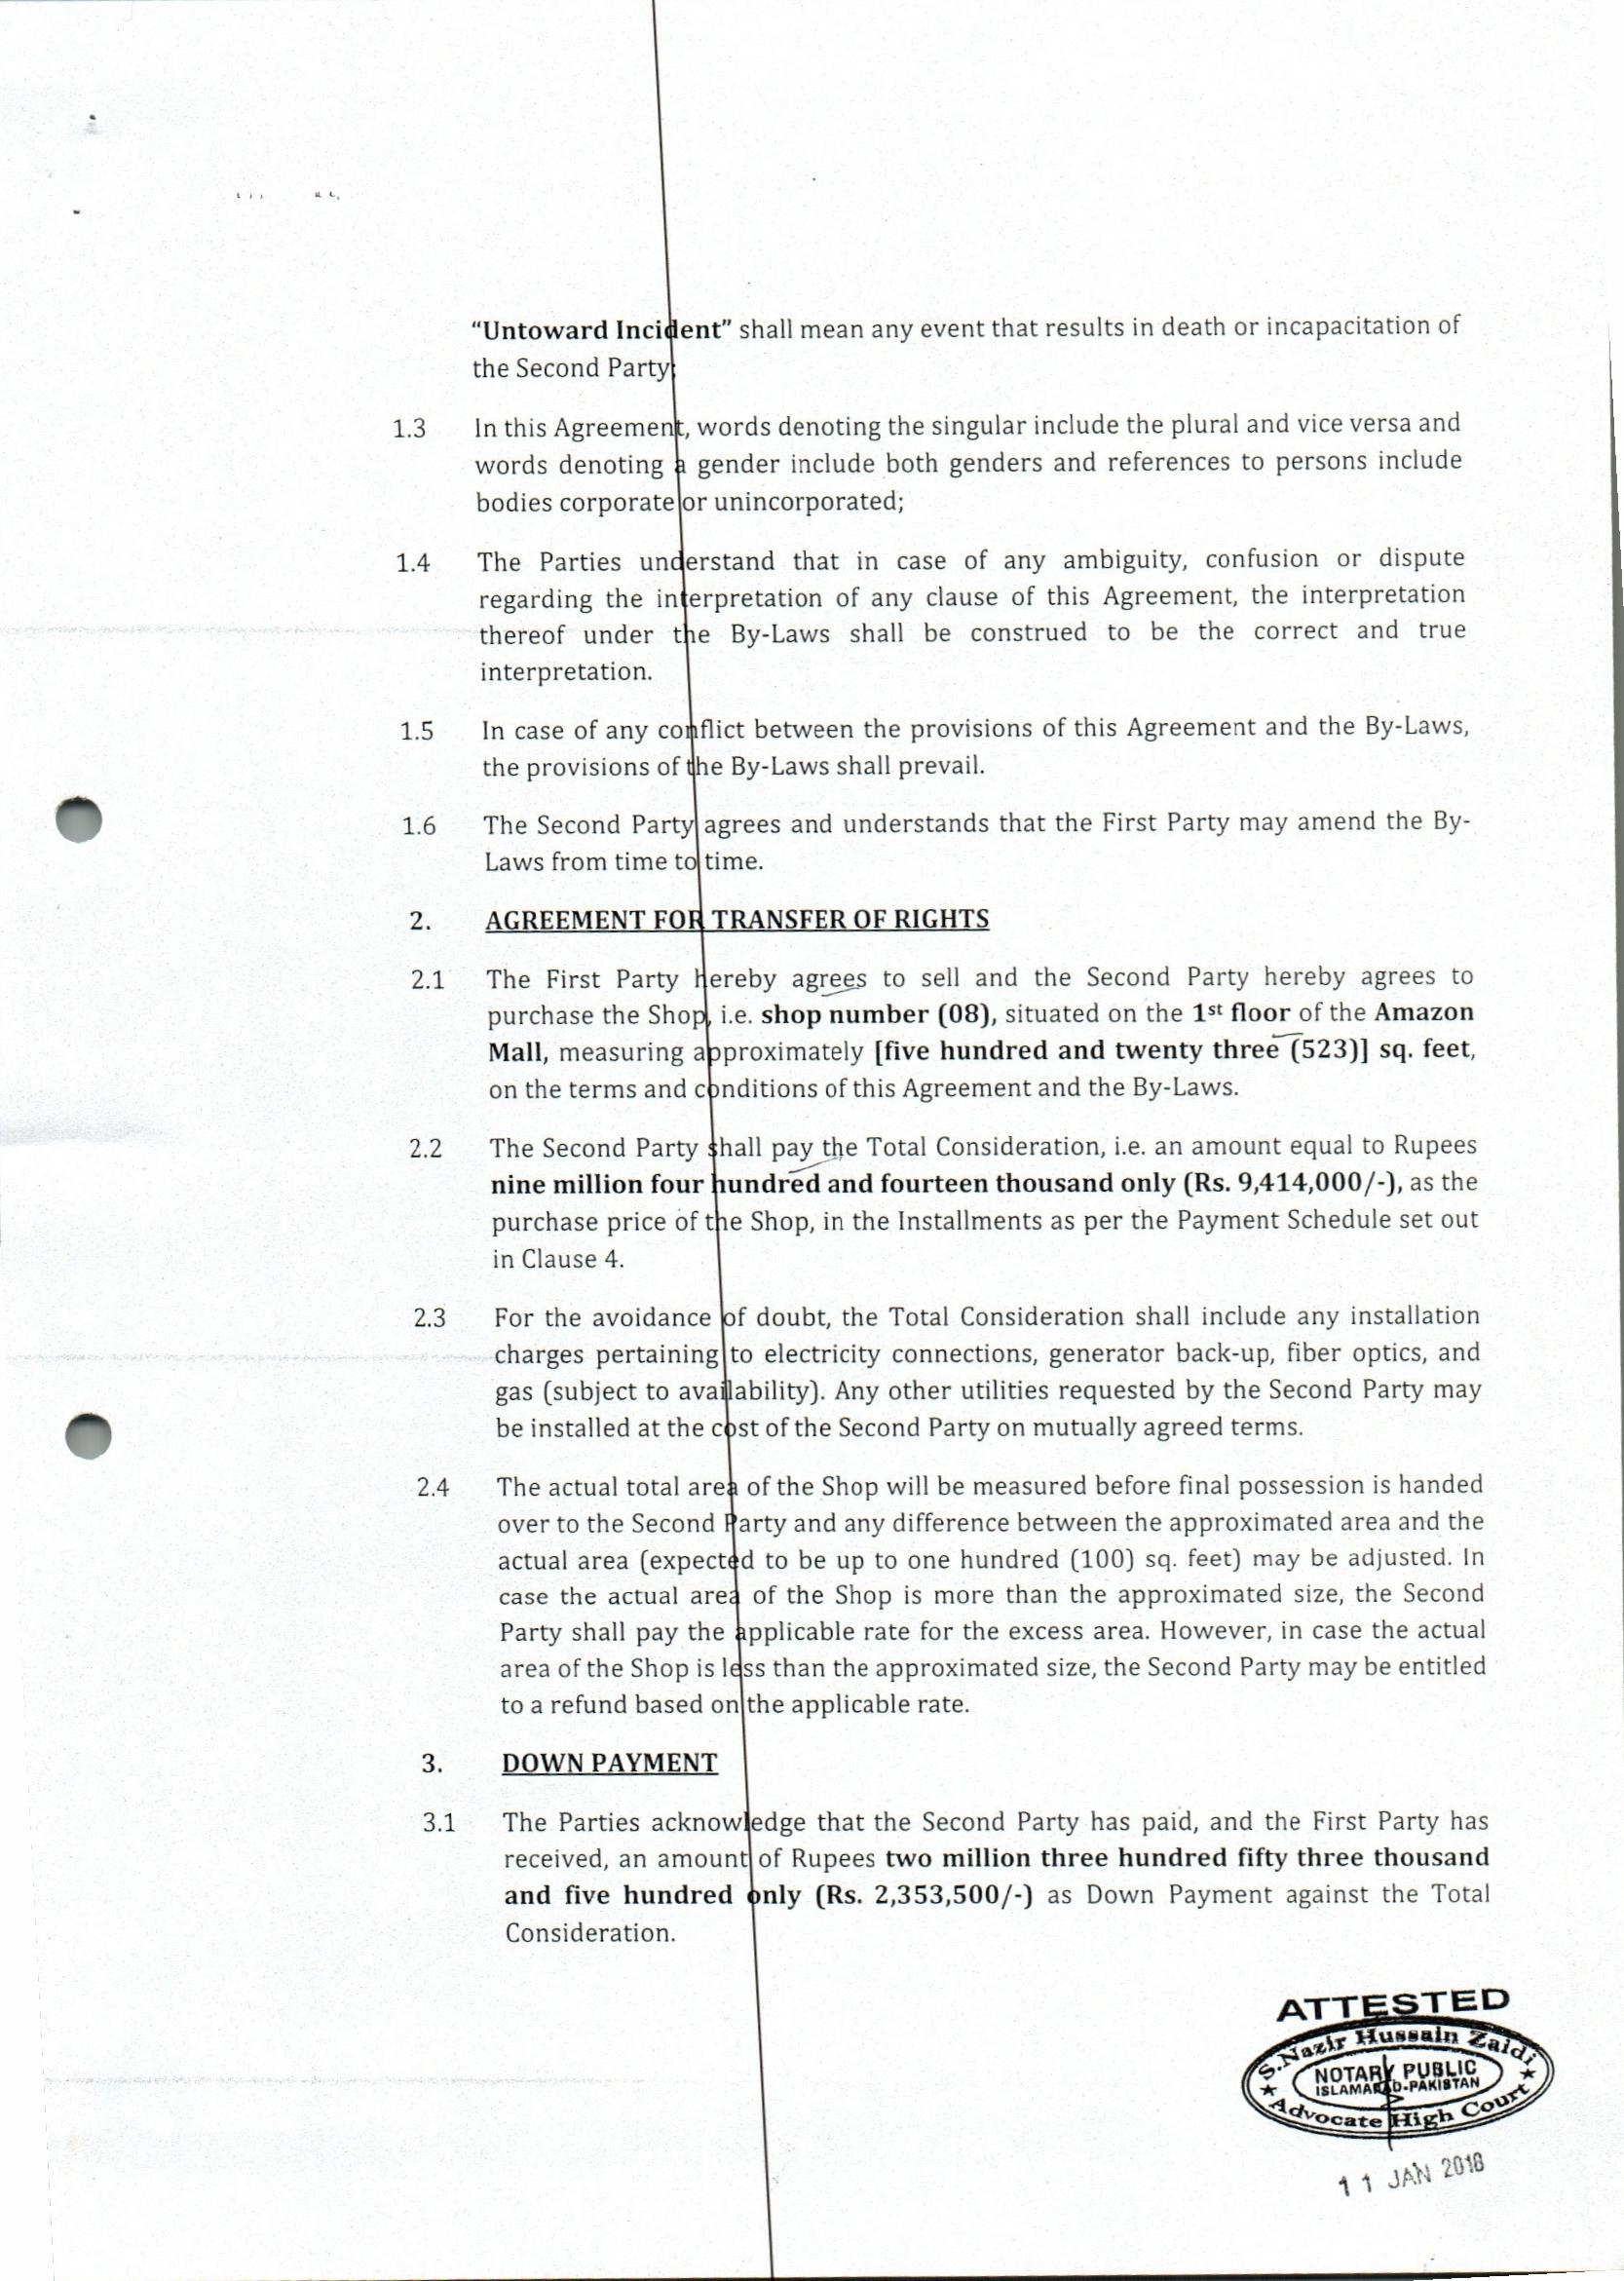 “Untoward Incident” shall mean any event that results in death or incapacitation of
the Second Party;
1.3 In this Agreement, words denoting the singular include the plural and vice versa and
words denoting a gender include both genders and references to persons include
bodies corporate or unincorporated;
1.4 The Parties understand that in case of any ambiguity, confusion or dispute
regarding the interpretation of any clause of this Agreement, the interpretation
thereof under the By-Laws shall be construed to be the correct and true
interpretation.
1.5 In case of any conflict between the provisions of this Agreement and the By-Laws,
the provisions of the By-Laws shall prevail.
1.6 The Second Party agrees and understands that the First Party may amend the By-
Laws from time to time.
2. AGREEMENT FOR TRANSFER OF RIGHTS
2.1 The First Party hereby agrees to sell and the Second Party hereby agrees to
purchase the Shop, i.e. shop number (08), situated on the 1st floor of the Amazon
Mall, measuring approximately [five hundred and twenty three (523)] sq. feet,
on the terms and conditions of this Agreement and the By-Laws.
2.2 The Second Party shall pay the Total Consideration, i.e. an amount equal to Rupees
nine million four hundred and fourteen thousand only (Rs. 9,414,000/-), as the
purchase price of the Shop, in the Installments as per the Payment Schedule set out
in Clause 4.
2.3 For the avoidance of doubt, the Total Consideration shall include any installation
charges pertaining to electricity connections, generator back-up, fiber optics, and
gas (subject to availability). Any other utilities requested by the Second Party may
be installed at the cost of the Second Party on mutually agreed terms.
2.4 The actual total area of the Shop will be measured before final possession is handed
over to the Second Party and any difference between the approximated area and the
actual area (expected to be up to one hundred (100) sq. feet) may be adjusted. In
case the actual area of the Shop is more than the approximated size, the Second
Party shall pay the applicable rate for the excess area. However, in case the actual
area of the Shop is less than the approximated size, the Second Party may be entitled
to a refund based on the applicable rate.
3. DOWN PAYMENT
3.1 The Parties acknowledge that the Second Party has paid, and the First Party has
received, an amount of Rupees two million three hundred fifty three thousand
and five hundred only (Rs. 2,353,500/-) as Down Payment against the Total
Consideration.
ATTESTED
S.Nazir Hussain Zaidi
NOTARY PUBLIC
ISLAMABAD-PAKISTAN
Advocate High Court
11 JAN 2018